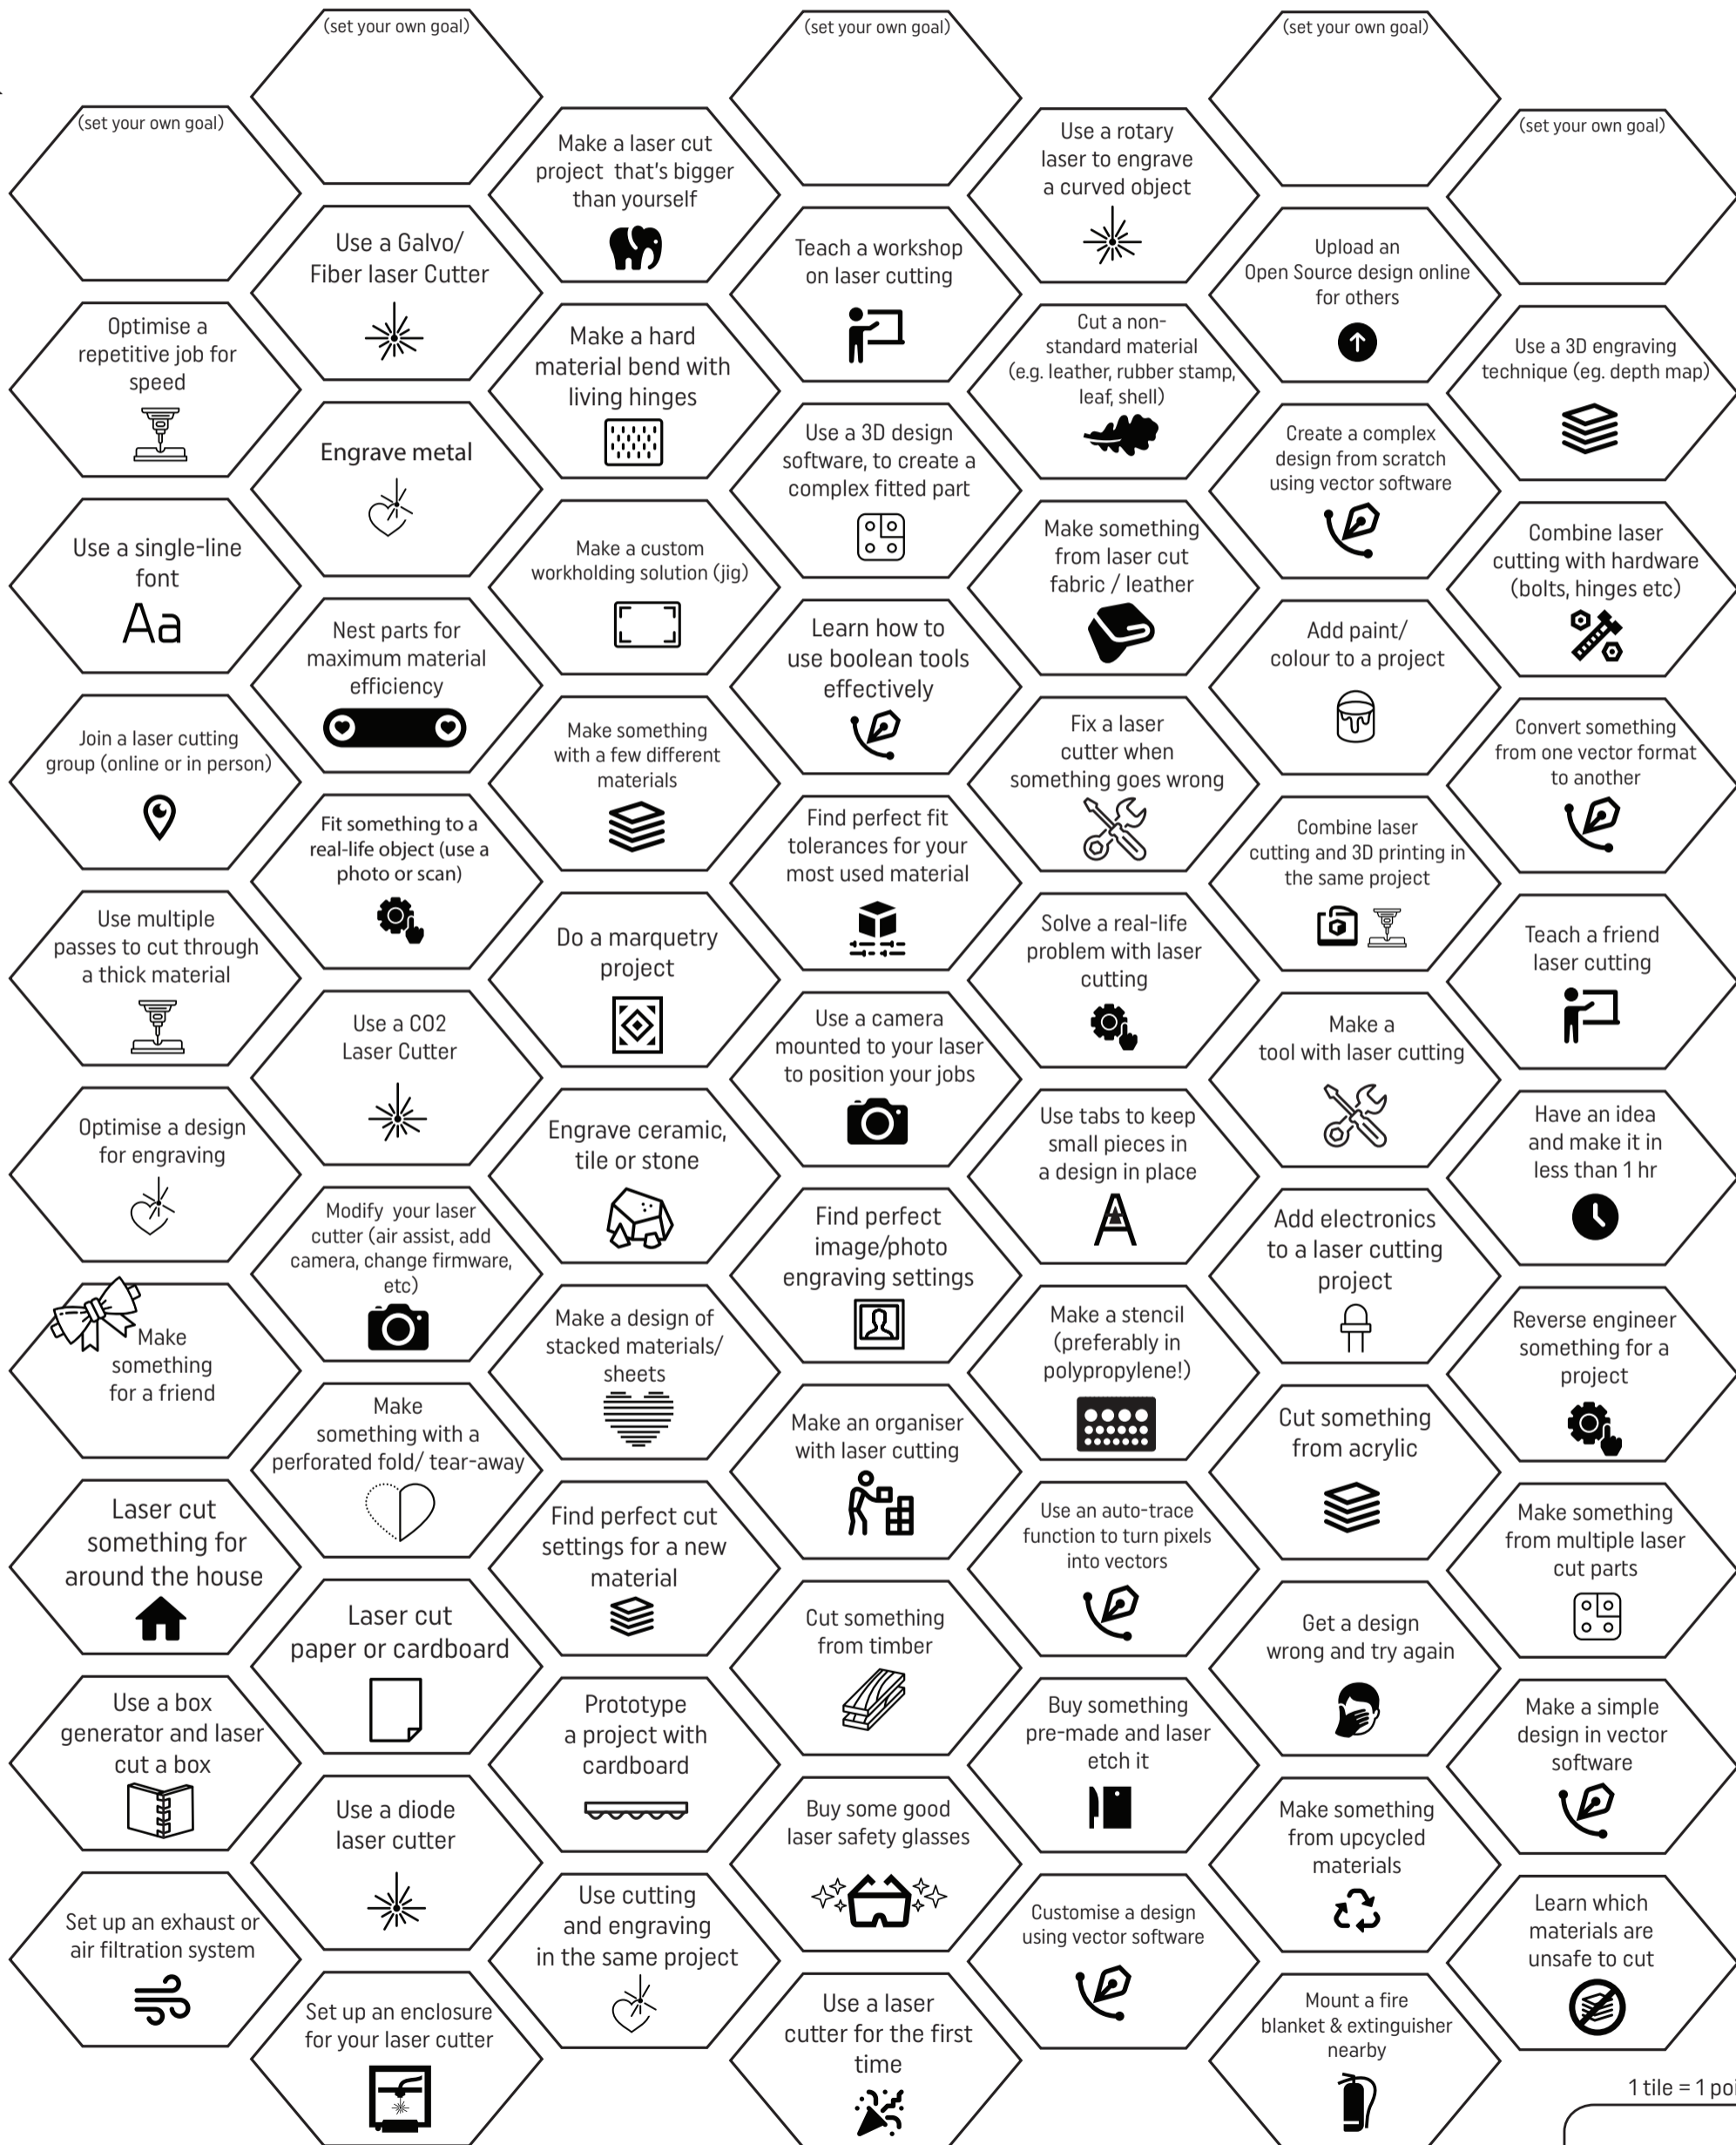 (set your own goal)
(set your own goal)
(set your own goal)
(set your own goal)
(set your own goal)
Make a laser cut
project that's bigger
than yourself
Use a rotary
laser to engrave
a curved object
Use a Galvo/
Fiber laser Cutter
Teach a workshop
on laser cutting
Upload an
Open Source design online
for others
Optimise a
repetitive job for
speed
Make a hard
material bend with
living hinges
Cut a non-
standard material
(e.g. leather, rubber stamp,
leaf, shell)
Use a 3D engraving
technique (eg. depth map)
Engrave metal
Use a 3D design
software, to create a
complex fitted part
Create a complex
design from scratch
using vector software
Use a single-line
font
Aa
Make a custom
workholding solution (jig)
Make something
from laser cut
fabric / leather
Combine laser
cutting with hardware
(bolts, hinges etc)
Nest parts for
maximum material
efficiency
Learn how to
use boolean tools
effectively
Add paint/
colour to a project
Join a laser cutting
group (online or in person)
Make something
with a few different
materials
Fix a laser
cutter when
something goes wrong
Convert something
from one vector format
to another
Fit something to a
real-life object (use a
photo or scan)
Find perfect fit
tolerances for your
most used material
Combine laser
cutting and 3D printing in
the same project
Use multiple
passes to cut through
a thick material
Do a marquetry
project
Solve a real-life
problem with laser
cutting
Teach a friend
laser cutting
Use a CO2
Laser Cutter
Use a camera
mounted to your laser
to position your jobs
Make a
tool with laser cutting
Optimise a design
for engraving
Engrave ceramic,
tile or stone
Use tabs to keep
small pieces in
a design in place
A
Have an idea
and make it in
less than 1 hr
Modify your laser
cutter (air assist, add
camera, change firmware,
etc)
Find perfect
image/photo
engraving settings
Add electronics
to a laser cutting
project
Make
something
for a friend
Make a design of
stacked materials/
sheets
Make a stencil
(preferably in
polypropylene!)
Reverse engineer
something for a
project
Make
something with a
perforated fold/ tear-away
Make an organiser
with laser cutting
Cut something
from acrylic
Laser cut
something for
around the house
Find perfect cut
settings for a new
material
Use an auto-trace
function to turn pixels
into vectors
Make something
from multiple laser
cut parts
Laser cut
paper or cardboard
Cut something
from timber
Get a design
wrong and try again
Use a box
generator and laser
cut a box
Prototype
a project with
cardboard
Buy something
pre-made and laser
etch it
Make a simple
design in vector
software
Use a diode
laser cutter
Buy some good
laser safety glasses
Make something
from upcycled
materials
Set up an exhaust or
air filtration system
Use cutting
and engraving
in the same project
Customise a design
using vector software
Learn which
materials are
unsafe to cut
Set up an enclosure
for your laser cutter
Use a laser
cutter for the first
time
Mount a fire
blanket & extinguisher
nearby
1 tile = 1 poi